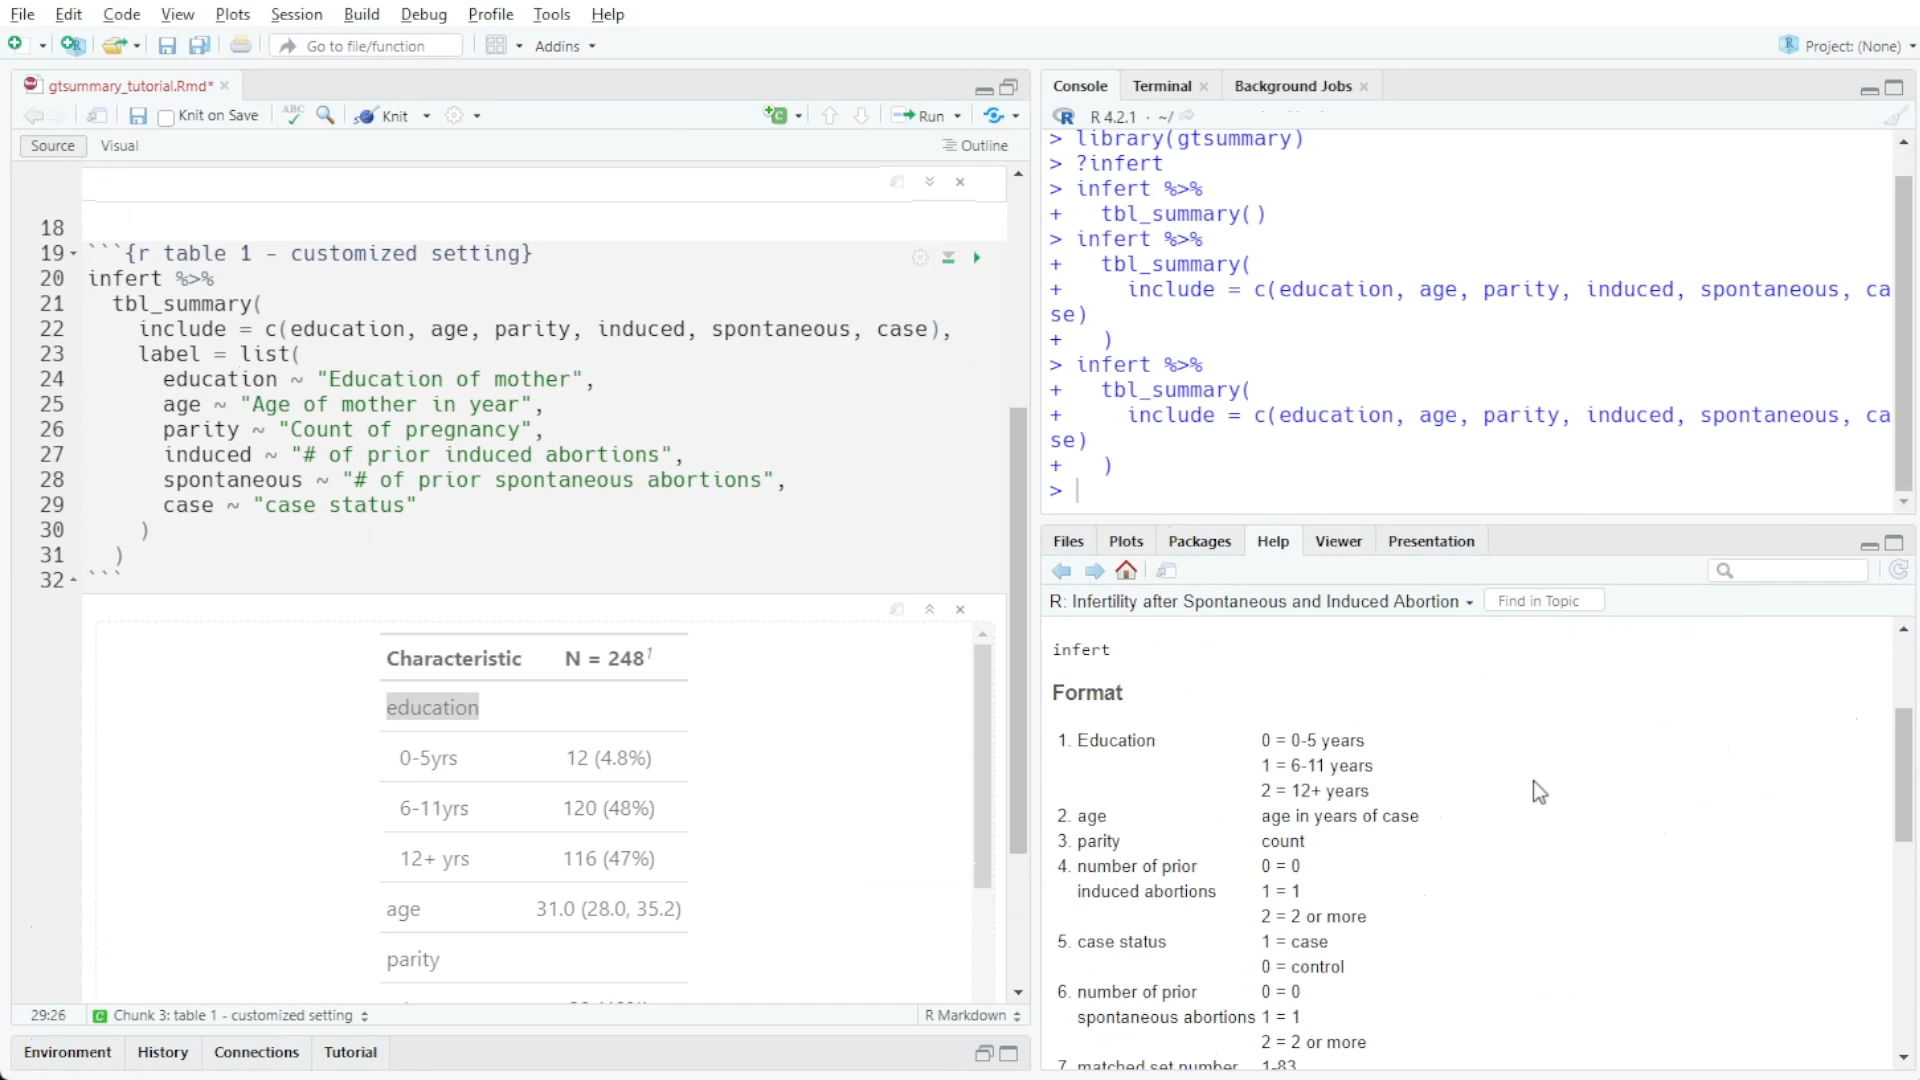 File Edit Code View Plots Session Build Debug Profile Tools Help
Go to file/function Addins Project: (None)
gtsummary_tutorial.Rmd*
Knit on Save ABC Knit Run
Source Visual Outline
18
19 ```{r table 1 - customized setting}
20 infert %>%
21 tbl_summary(
22 include = c(education, age, parity, induced, spontaneous, case),
23 label = list(
24 education ~ "Education of mother",
25 age ~ "Age of mother in year",
26 parity ~ "Count of pregnancy",
27 induced ~ "# of prior induced abortions",
28 spontaneous ~ "# of prior spontaneous abortions",
29 case ~ "case status"
30 )
31 )
32 ```
Characteristic N = 248¹
education
0-5yrs 12 (4.8%)
6-11yrs 120 (48%)
12+ yrs 116 (47%)
age 31.0 (28.0, 35.2)
parity
29:26 C Chunk 3: table 1 - customized setting R Markdown
Environment History Connections Tutorial
Console Terminal Background Jobs
R R 4.2.1 · ~/
> library(gtsummary)
> ?infert
> infert %>%
+ tbl_summary()
> infert %>%
+ tbl_summary(
+ include = c(education, age, parity, induced, spontaneous, ca
se)
+ )
> infert %>%
+ tbl_summary(
+ include = c(education, age, parity, induced, spontaneous, ca
se)
+ )
>
Files Plots Packages Help Viewer Presentation
R: Infertility after Spontaneous and Induced Abortion Find in Topic
infert
Format
1. Education 0 = 0-5 years
1 = 6-11 years
2 = 12+ years
2. age age in years of case
3. parity count
4. number of prior 0 = 0
induced abortions 1 = 1
2 = 2 or more
5. case status 1 = case
0 = control
6. number of prior 0 = 0
spontaneous abortions 1 = 1
2 = 2 or more
7. matched set number 1-83